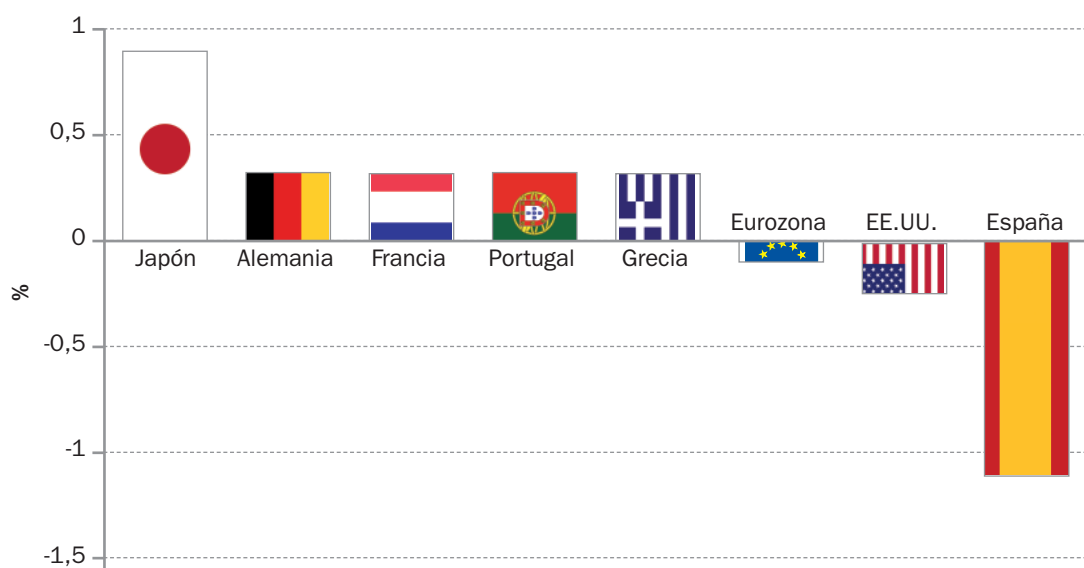 1
0,5
0
-0,5
-1
-1,5
%
Japón
Alemania
Francia
Portugal
Grecia
Eurozona
EE.UU.
España